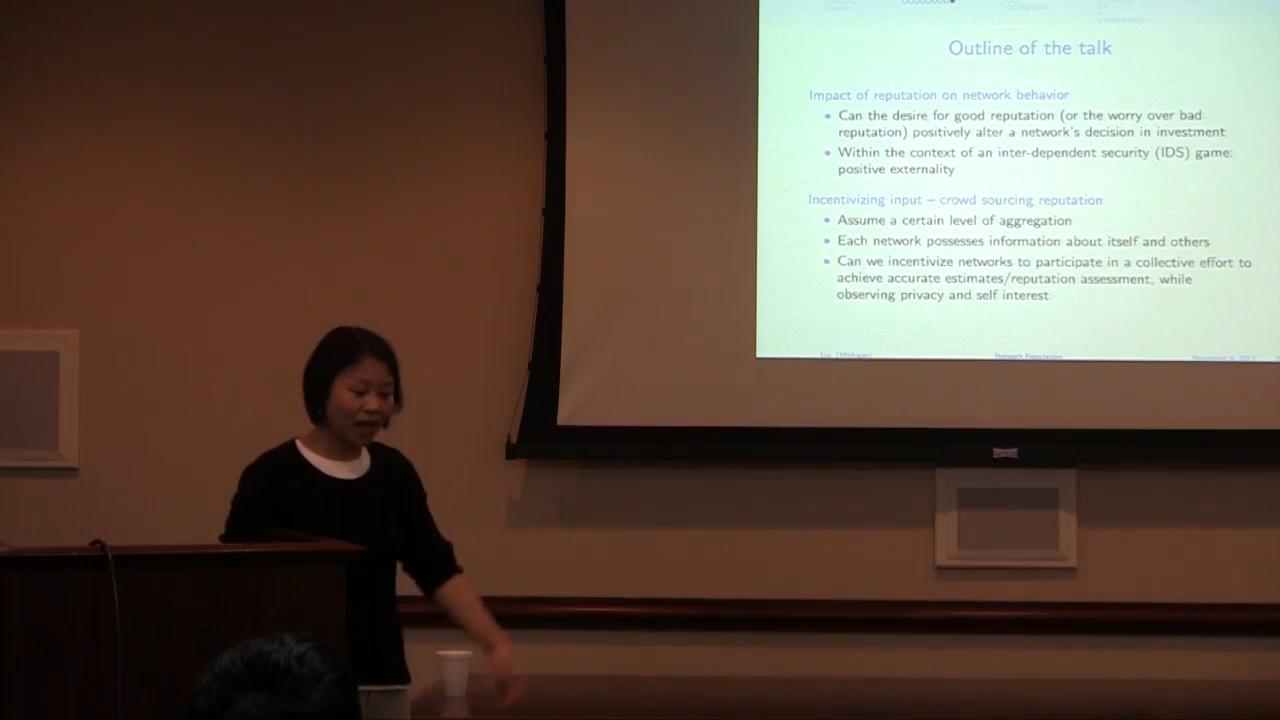 Outline of the talk
Impact of reputation on network behavior
• Can the desire for good reputation (or the worry over bad
reputation) positively alter a network's decision in investment
• Within the context of an inter-dependent security (IDS) game:
positive externality
Incentivizing input – crowd sourcing reputation
• Assume a certain level of aggregation
• Each network possesses information about itself and others
• Can we incentivize networks to participate in a collective effort to
achieve accurate estimates/reputation assessment, while
observing privacy and self interest
Liu (Michigan) Network Reputation